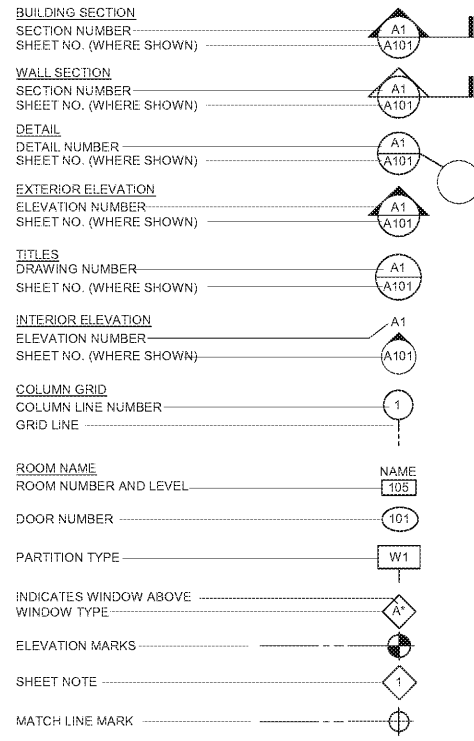 BUILDING SECTION
SECTION NUMBER A1
SHEET NO. (WHERE SHOWN) A101
WALL SECTION
SECTION NUMBER A1
SHEET NO. (WHERE SHOWN) A101
DETAIL
DETAIL NUMBER A1
SHEET NO. (WHERE SHOWN) A101
EXTERIOR ELEVATION
ELEVATION NUMBER A1
SHEET NO. (WHERE SHOWN) A101
TITLES
DRAWING NUMBER A1
SHEET NO. (WHERE SHOWN) A101
INTERIOR ELEVATION A1
ELEVATION NUMBER
SHEET NO. (WHERE SHOWN) A101
COLUMN GRID
COLUMN LINE NUMBER 1
GRID LINE
ROOM NAME NAME
ROOM NUMBER AND LEVEL 105
DOOR NUMBER 101
PARTITION TYPE W1
INDICATES WINDOW ABOVE
WINDOW TYPE A*
ELEVATION MARKS
SHEET NOTE 1
MATCH LINE MARK